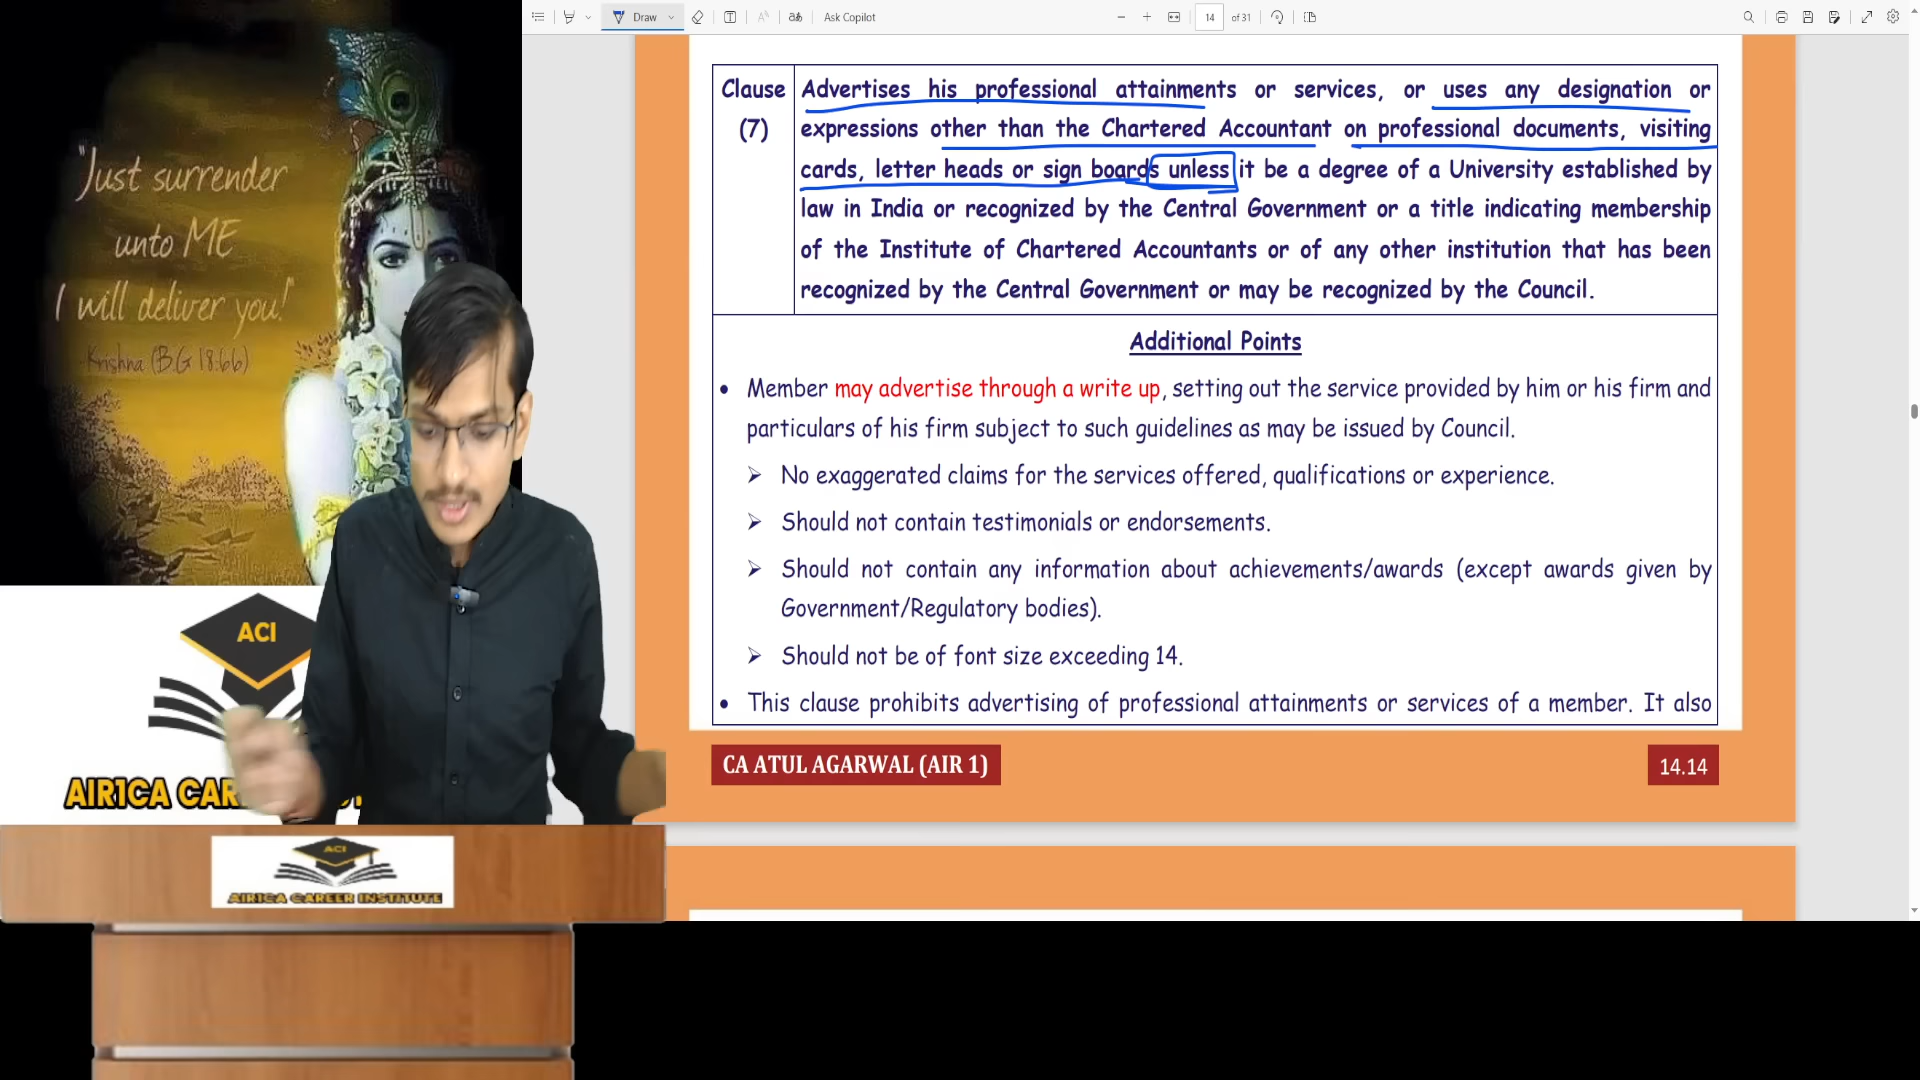 Draw
Ask Copilot
14 of 31
"Just surrender
unto ME
I will deliver you!"
-Krishna (B.G 18:66)
Clause
(7)
Advertises his professional attainments or services, or uses any designation or
expressions other than the Chartered Accountant on professional documents, visiting
cards, letter heads or sign boards unless it be a degree of a University established by
law in India or recognized by the Central Government or a title indicating membership
of the Institute of Chartered Accountants or of any other institution that has been
recognized by the Central Government or may be recognized by the Council.
Additional Points
• Member may advertise through a write up, setting out the service provided by him or his firm and
particulars of his firm subject to such guidelines as may be issued by Council.
➢ No exaggerated claims for the services offered, qualifications or experience.
➢ Should not contain testimonials or endorsements.
➢ Should not contain any information about achievements/awards (except awards given by
Government/Regulatory bodies).
➢ Should not be of font size exceeding 14.
• This clause prohibits advertising of professional attainments or services of a member. It also
CA ATUL AGARWAL (AIR 1)
14.14
ACI
AIR1CA
ACI
AIR1CA CAREER INSTITUTE